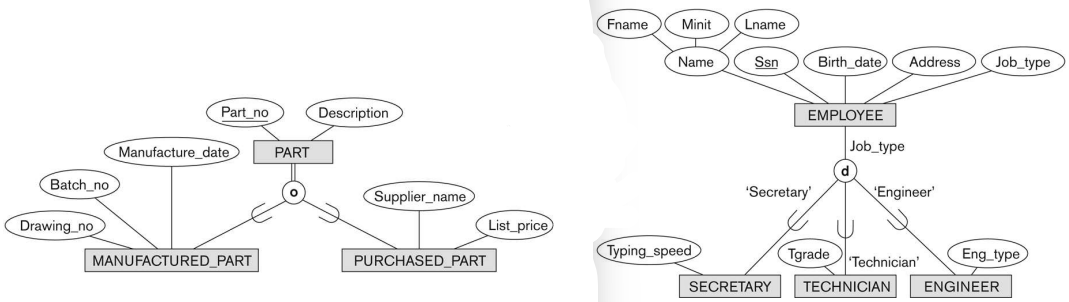 Part_no
Description
PART
Manufacture_date
o
Batch_no
Supplier_name
Drawing_no
List_price
MANUFACTURED_PART
PURCHASED_PART
Fname
Minit
Lname
Name
Ssn
Birth_date
Address
Job_type
EMPLOYEE
Job_type
d
‘Secretary’
‘Engineer’
Typing_speed
Tgrade
‘Technician’
Eng_type
SECRETARY
TECHNICIAN
ENGINEER